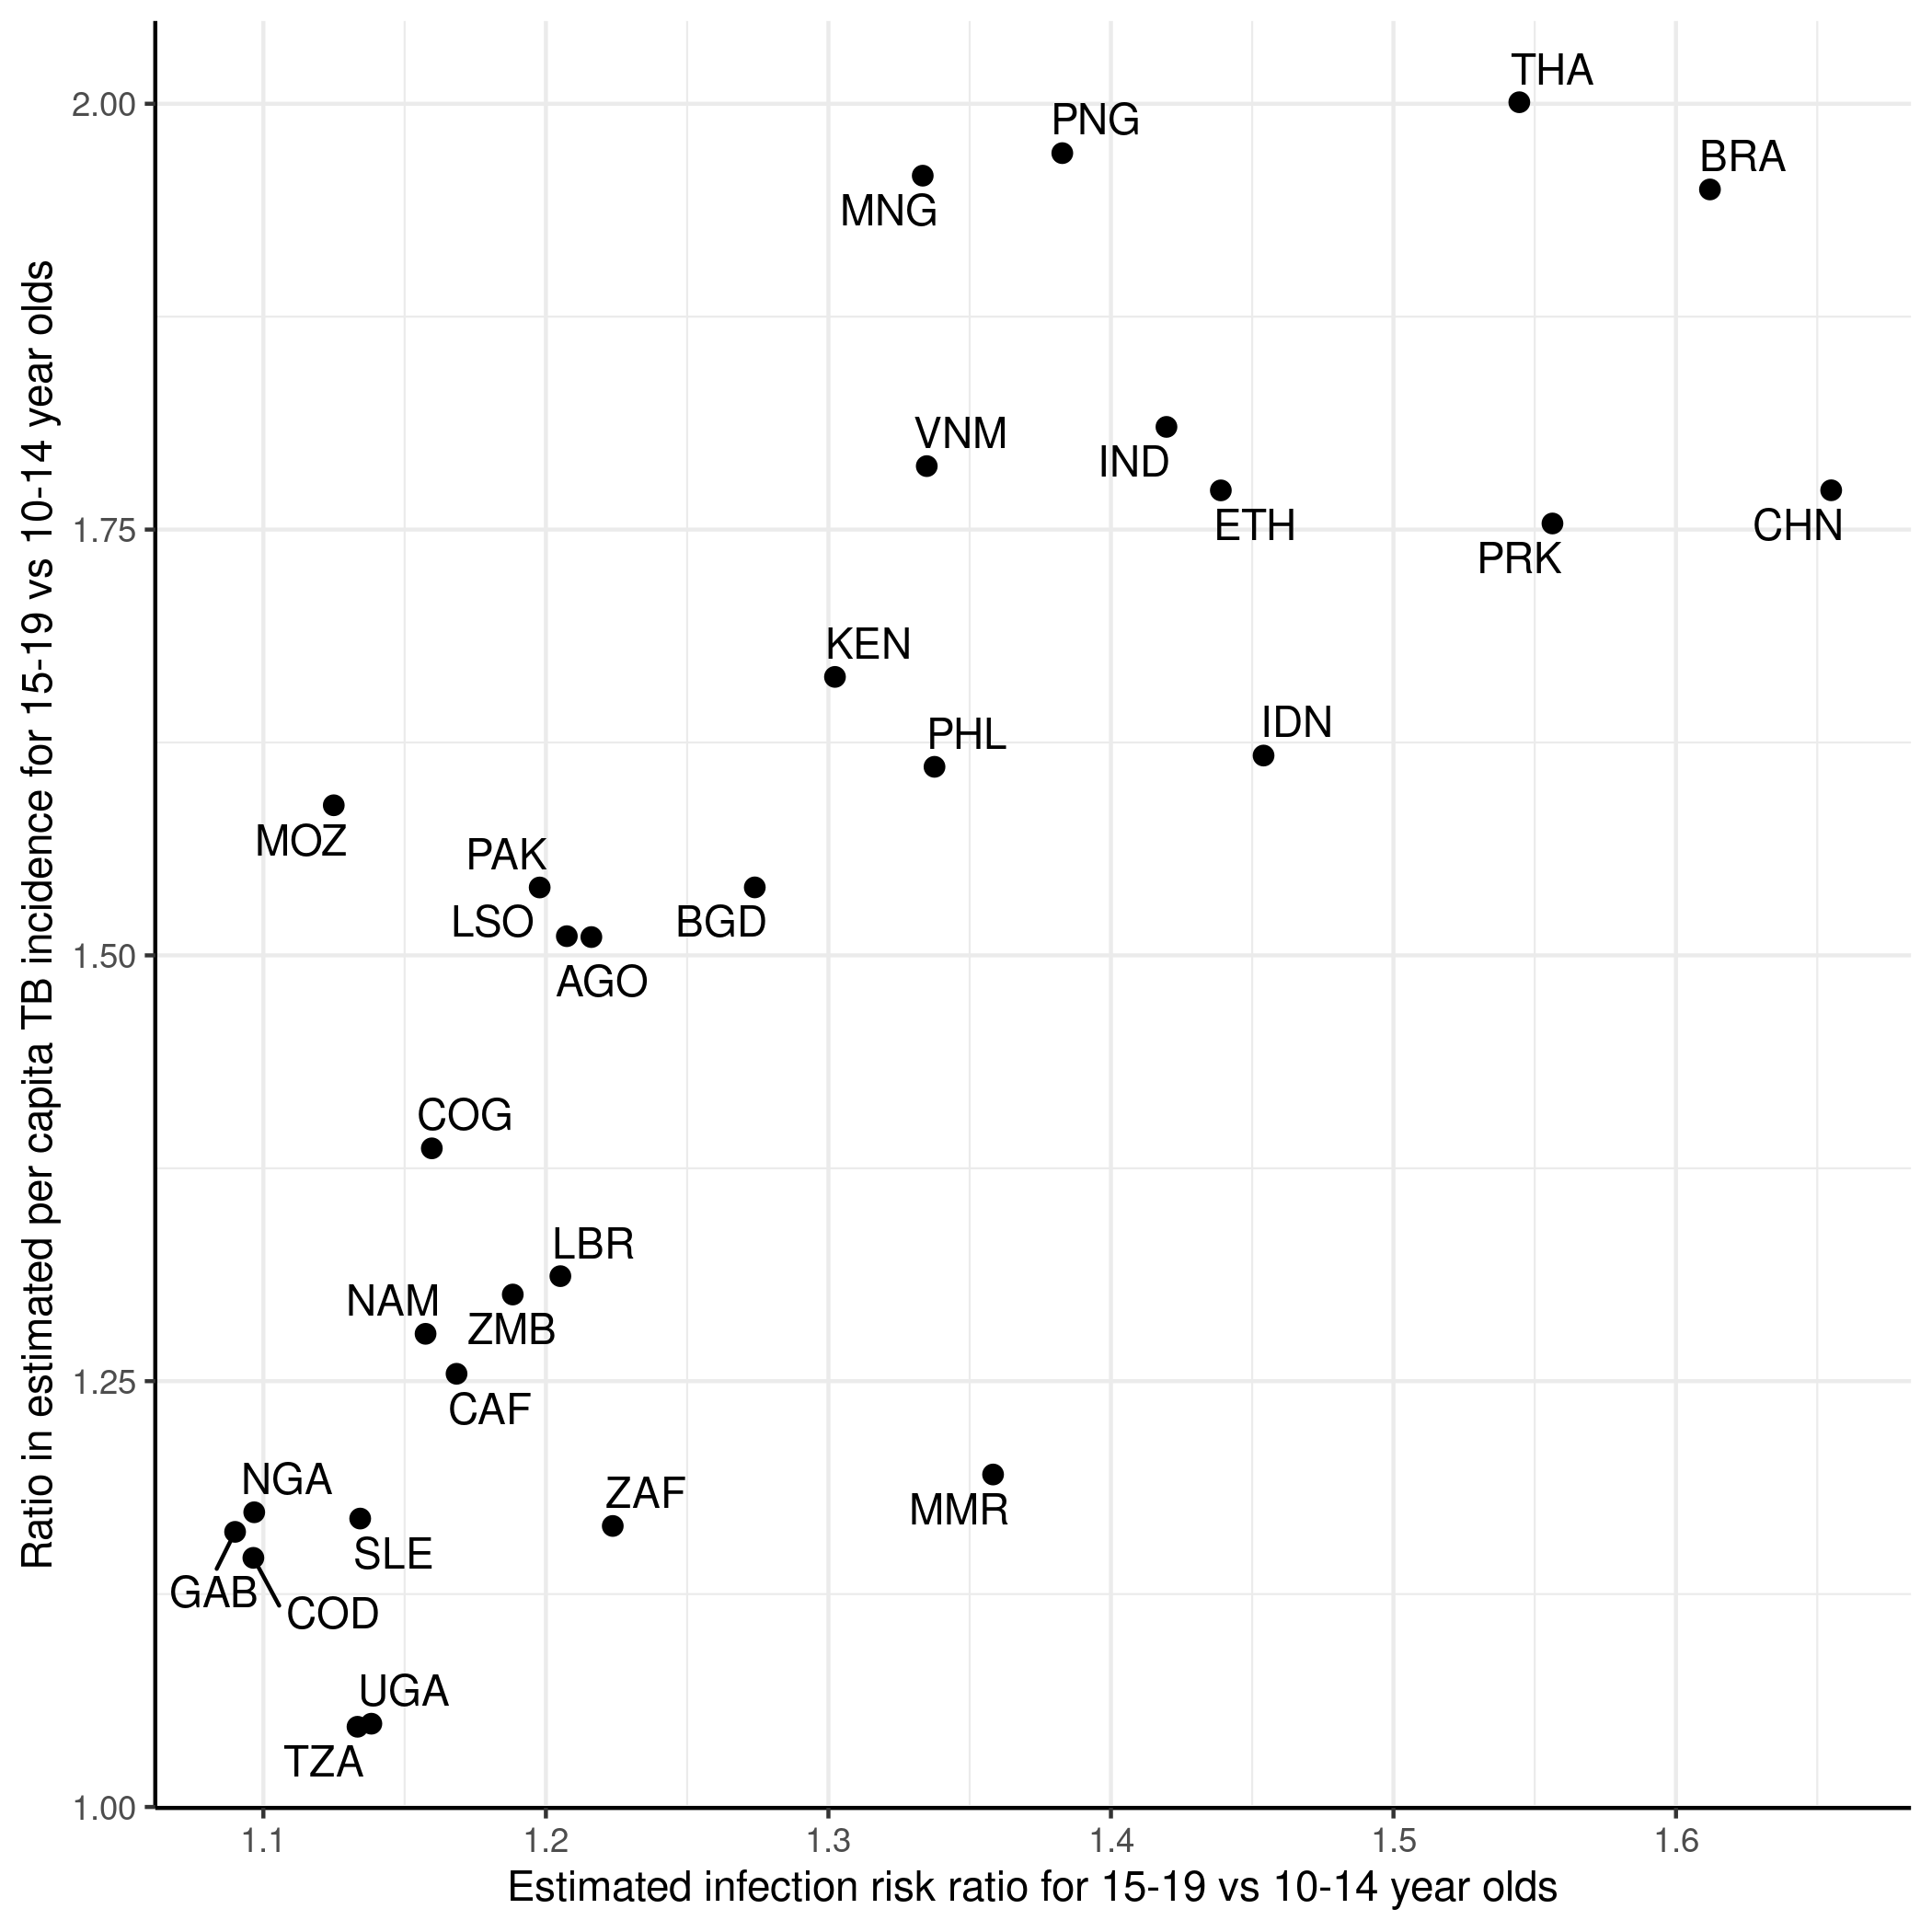 THA
2.00
PNG
BRA
MNG
VNM
IND
1.75
ETH
CHN
PRK
KEN
IDN
PHL
MOZ
PAK
LSO
BGD
1.50
AGO
COG
LBR
NAM
ZMB
1.25
CAF
NGA
ZAF
MMR
SLE
GAB
COD
UGA
TZA
1.00
1.1
1.2
1.3
1.4
1.5
1.6
Estimated infection risk ratio for 15-19 vs 10-14 year olds
Ratio in estimated per capita TB incidence for 15-19 vs 10-14 year olds